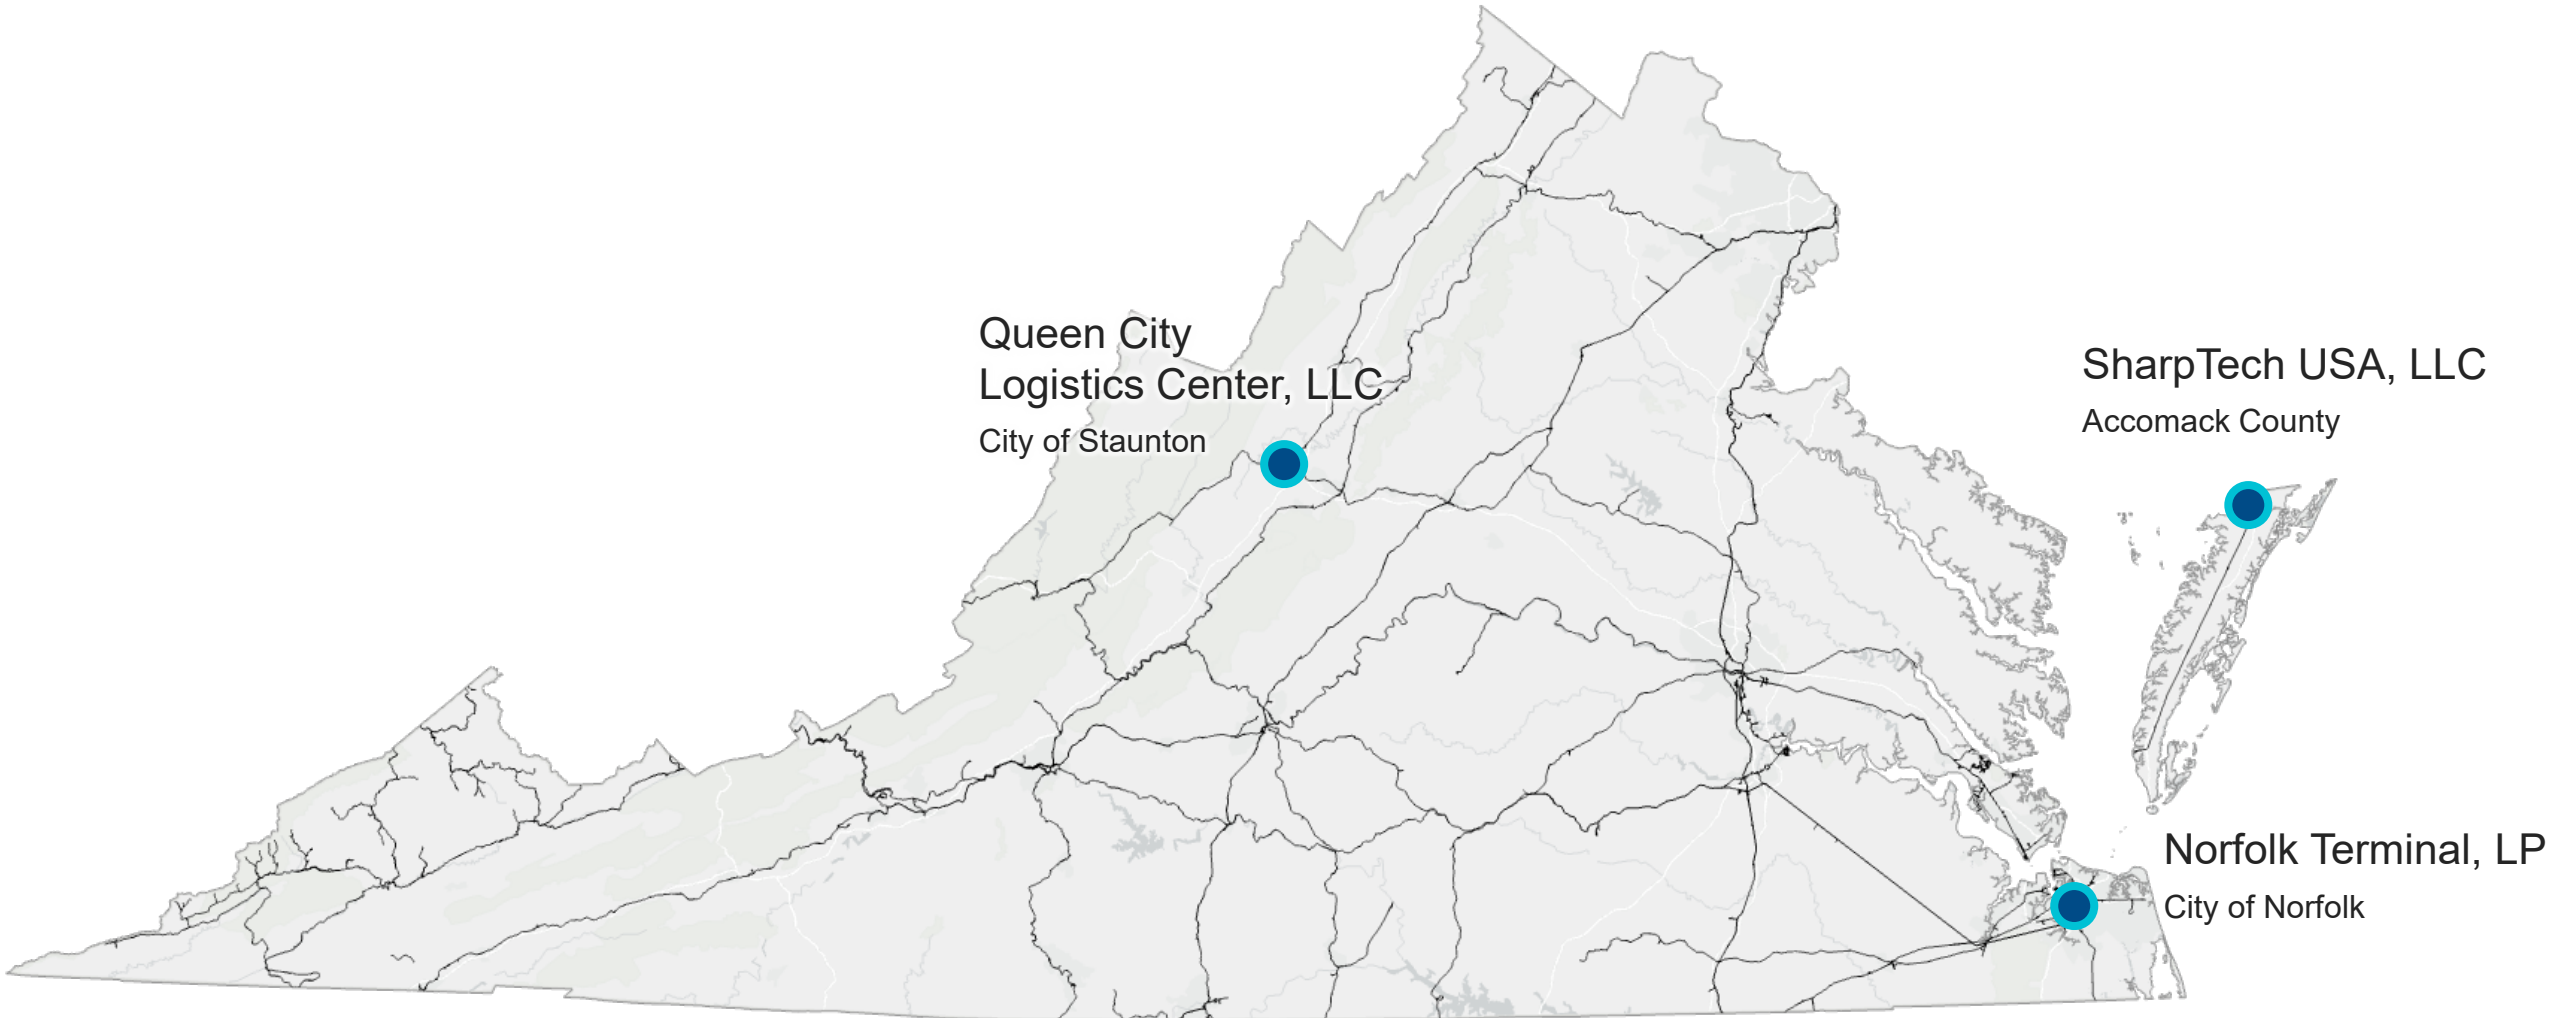 Queen City
Logistics Center, LLC
City of Staunton
SharpTech USA, LLC
Accomack County
Norfolk Terminal, LP
City of Norfolk